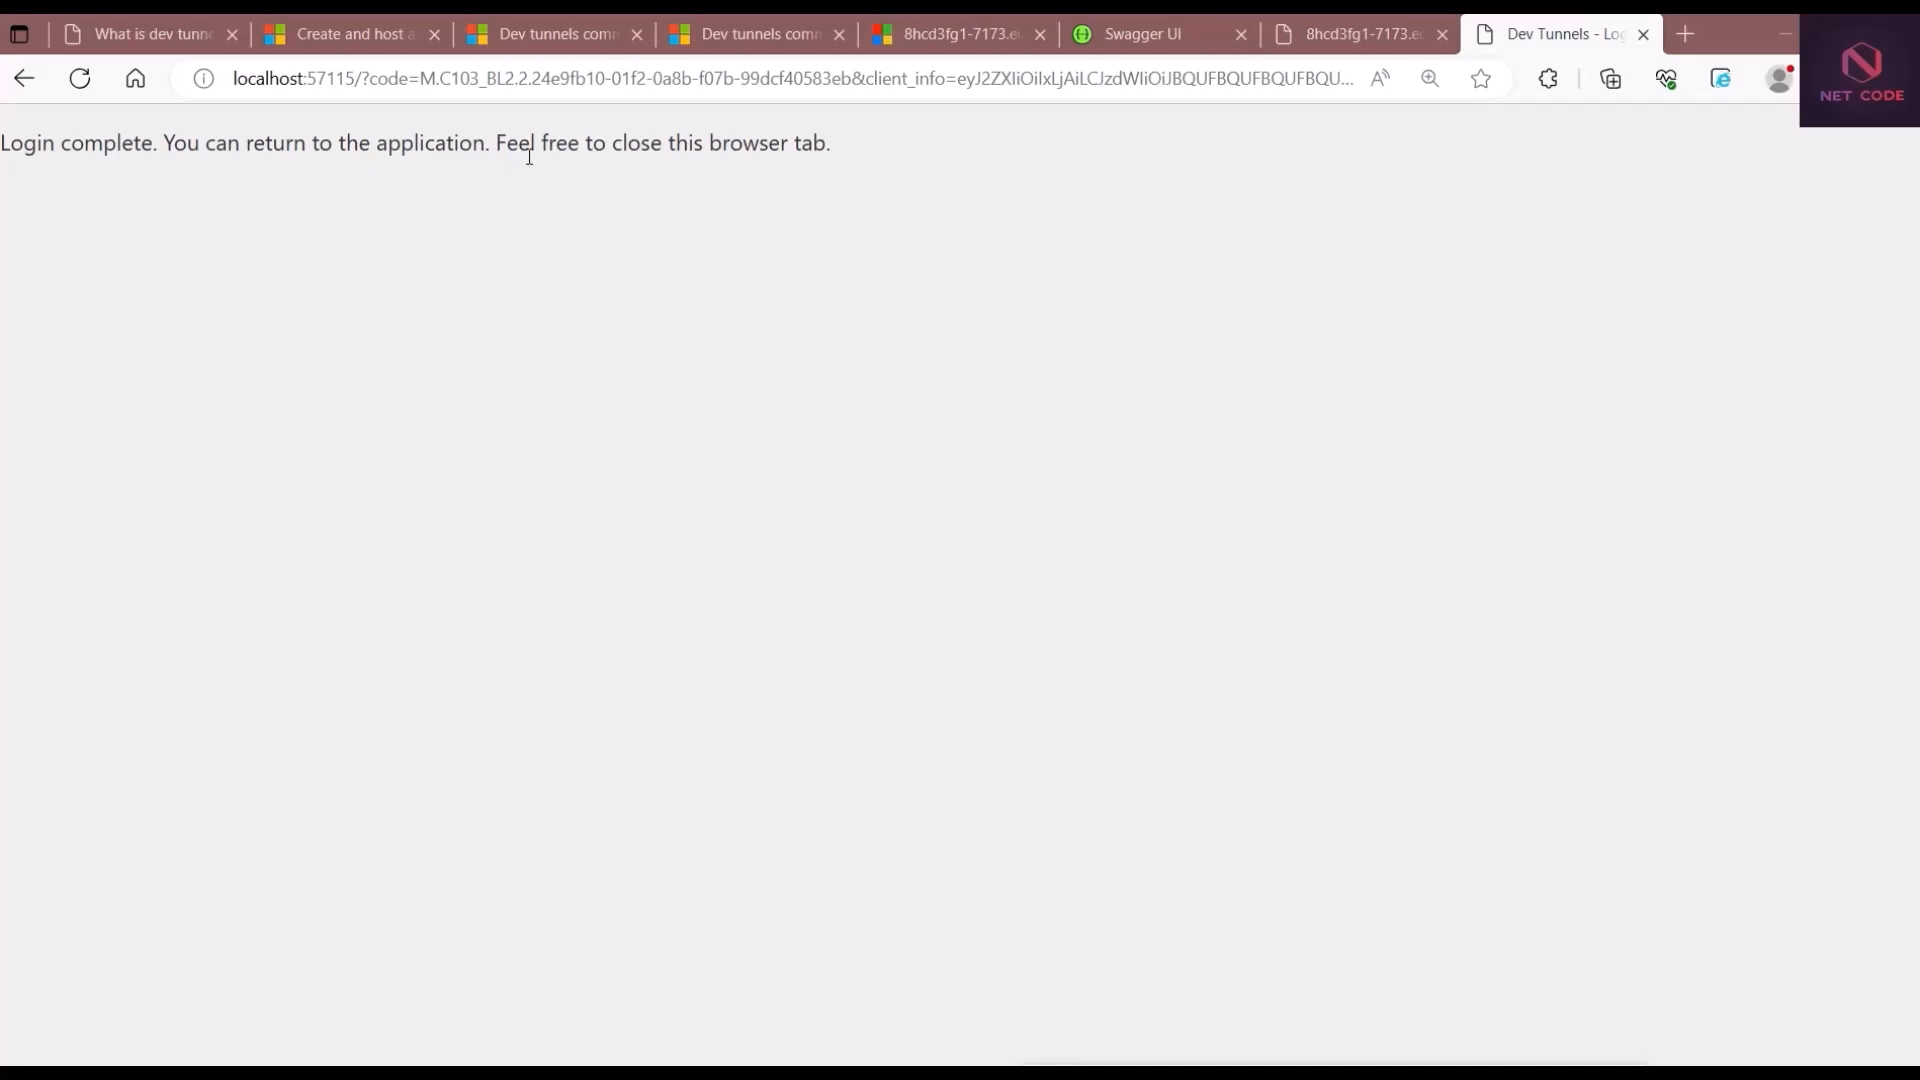 What is dev tunn
Create and host a
Dev tunnels com
Dev tunnels com
8hcd3fg1-7173.e
Swagger UI
8hcd3fg1-7173.e
Dev Tunnels - Log
localhost:57115/?code=M.C103_BL2.2.24e9fb10-01f2-0a8b-f07b-99dcf40583eb&client_info=eyJ2ZXIiOiIxLjAiLCJzdWIiOiJBQUFBQUFBQUFBQU...
NET CODE
Login complete. You can return to the application. Feel free to close this browser tab.